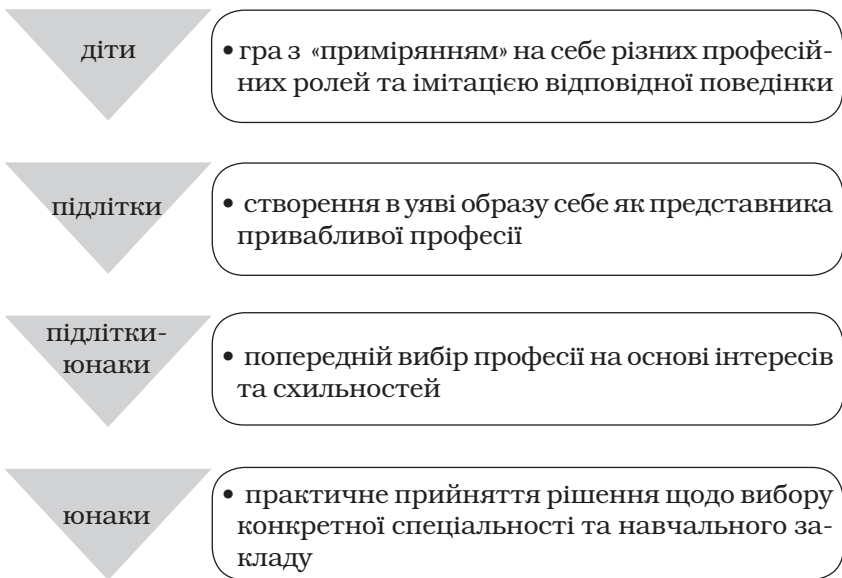 діти
• гра з «примірянням» на себе різних професій-
них ролей та імітацією відповідної поведінки
підлітки
• створення в уяві образу себе як представника
привабливої професії
підлітки-
юнаки
• попередній вибір професії на основі інтересів
та схильностей
юнаки
• практичне прийняття рішення щодо вибору
конкретної спеціальності та навчального за-
кладу